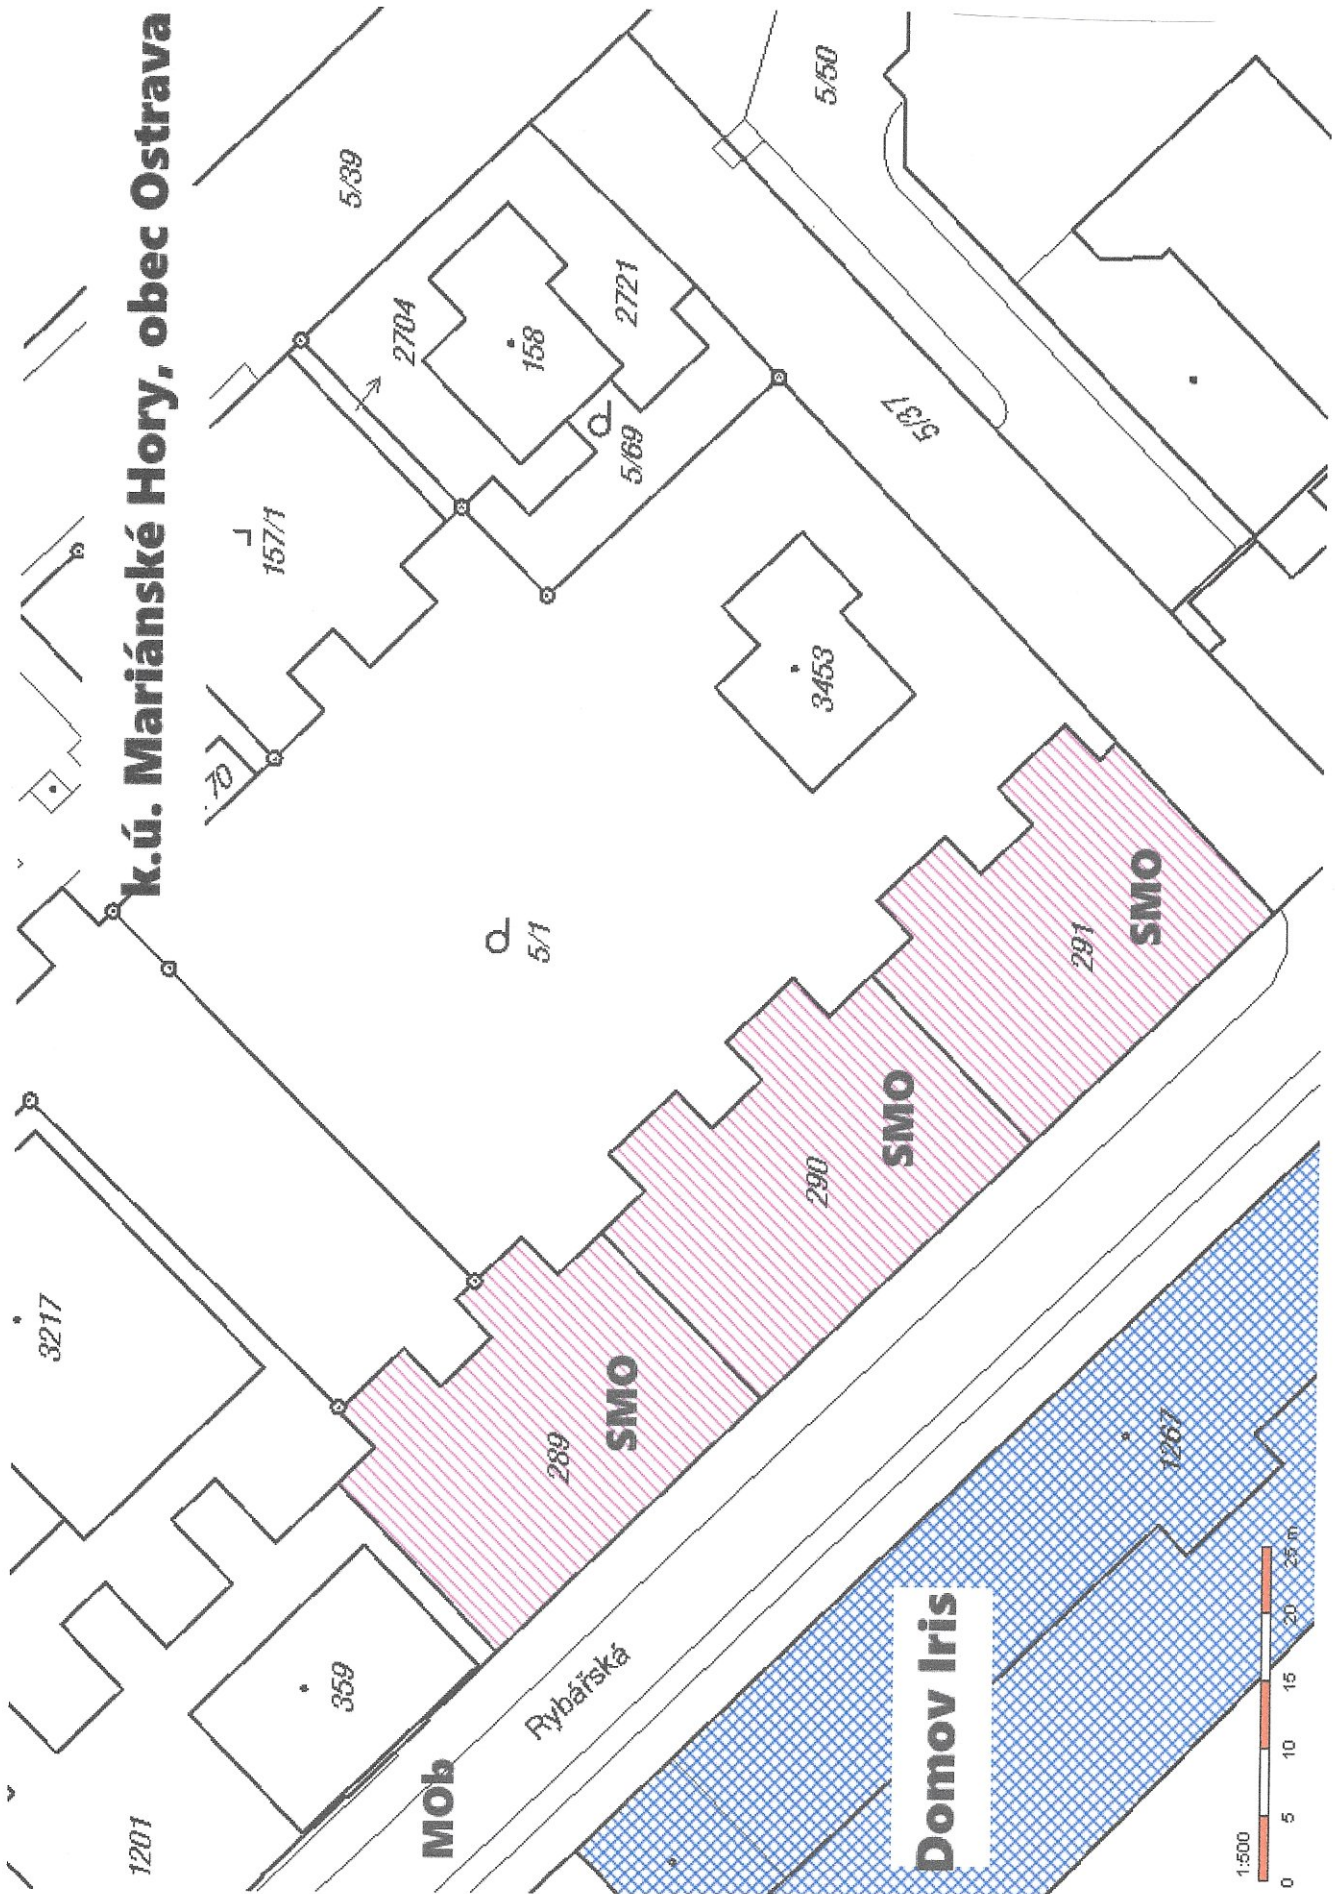 k.ú. Mariánské Hory, obec Ostrava
5/39
5/50
2704
158
2721
5/69
5/37
157/1
70
3453
5/1
291
SMO
290
SMO
289
SMO
3217
359
1201
MOb
Rybářská
1267
Domov Iris
1:500
0 5 10 15 20 25 m